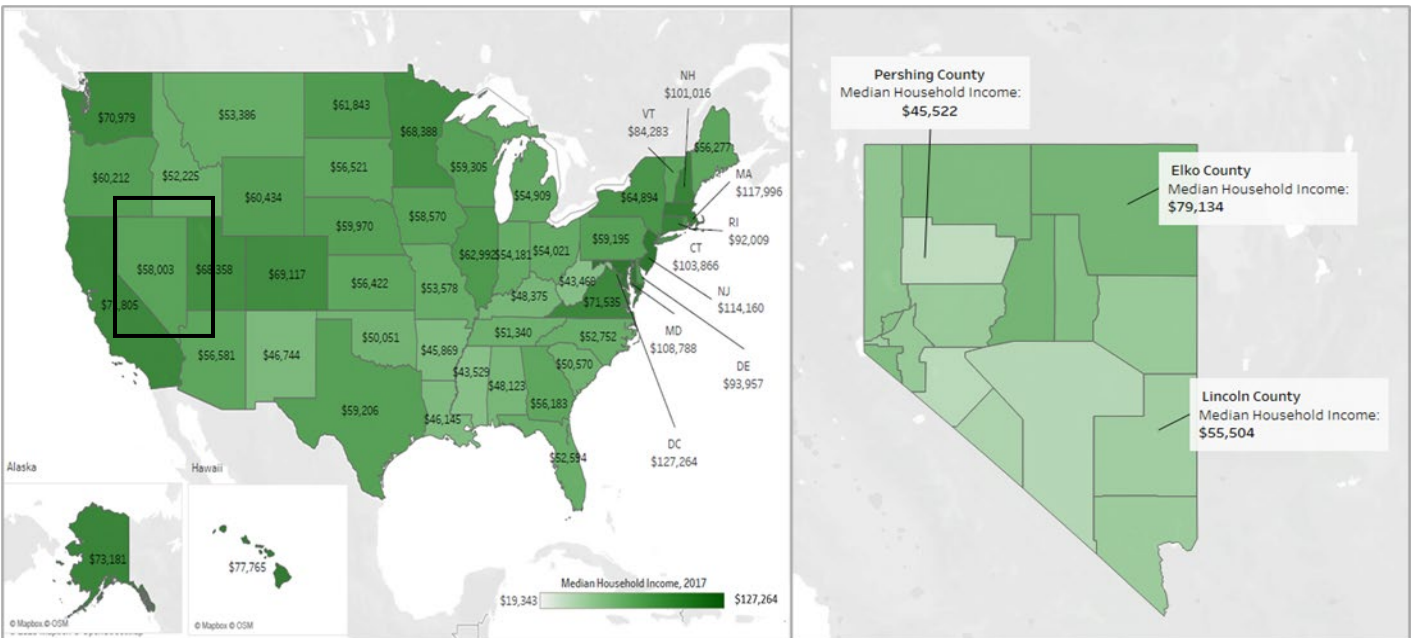 NH
$101,016
VT
$84,283
$70,979
$53,386
$61,843
$68,388
$56,277
$59,305
MA
$117,996
$60,212
$52,225
$56,521
$54,909
$64,894
$60,434
$58,570
RI
$92,009
$59,970
$59,195
CT
$103,866
$58,003
$68,358
$69,117
$62,992
$54,181
$54,021
$56,422
$53,578
$43,468
$48,375
$71,535
NJ
$114,160
MD
$108,788
$51,340
$52,752
$56,581
$46,744
$50,051
$45,869
$50,570
DE
$93,957
$43,529
$48,123
$56,183
$59,206
$46,145
DC
$127,264
$52,594
Alaska
Hawaii
$73,181
$77,765
Median Household Income, 2017
$19,343
$127,264
© Mapbox © OSM
© Mapbox © OSM
Pershing County
Median Household Income:
$45,522
Elko County
Median Household Income:
$79,134
Lincoln County
Median Household Income:
$55,504